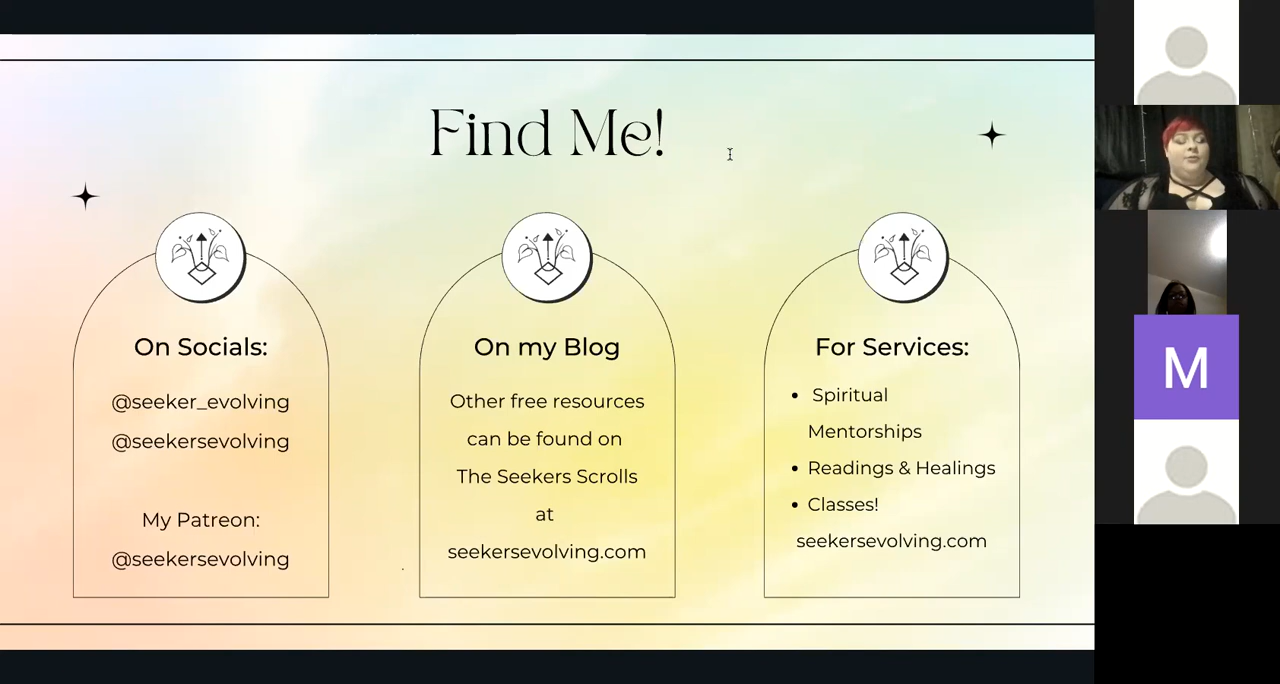 Find Me!
On Socials:
@seeker_evolving
@seekersevolving
My Patreon:
@seekersevolving
On my Blog
Other free resources
can be found on
The Seekers Scrolls
at
seekersevolving.com
For Services:
• Spiritual
Mentorships
• Readings & Healings
• Classes!
seekersevolving.com
M